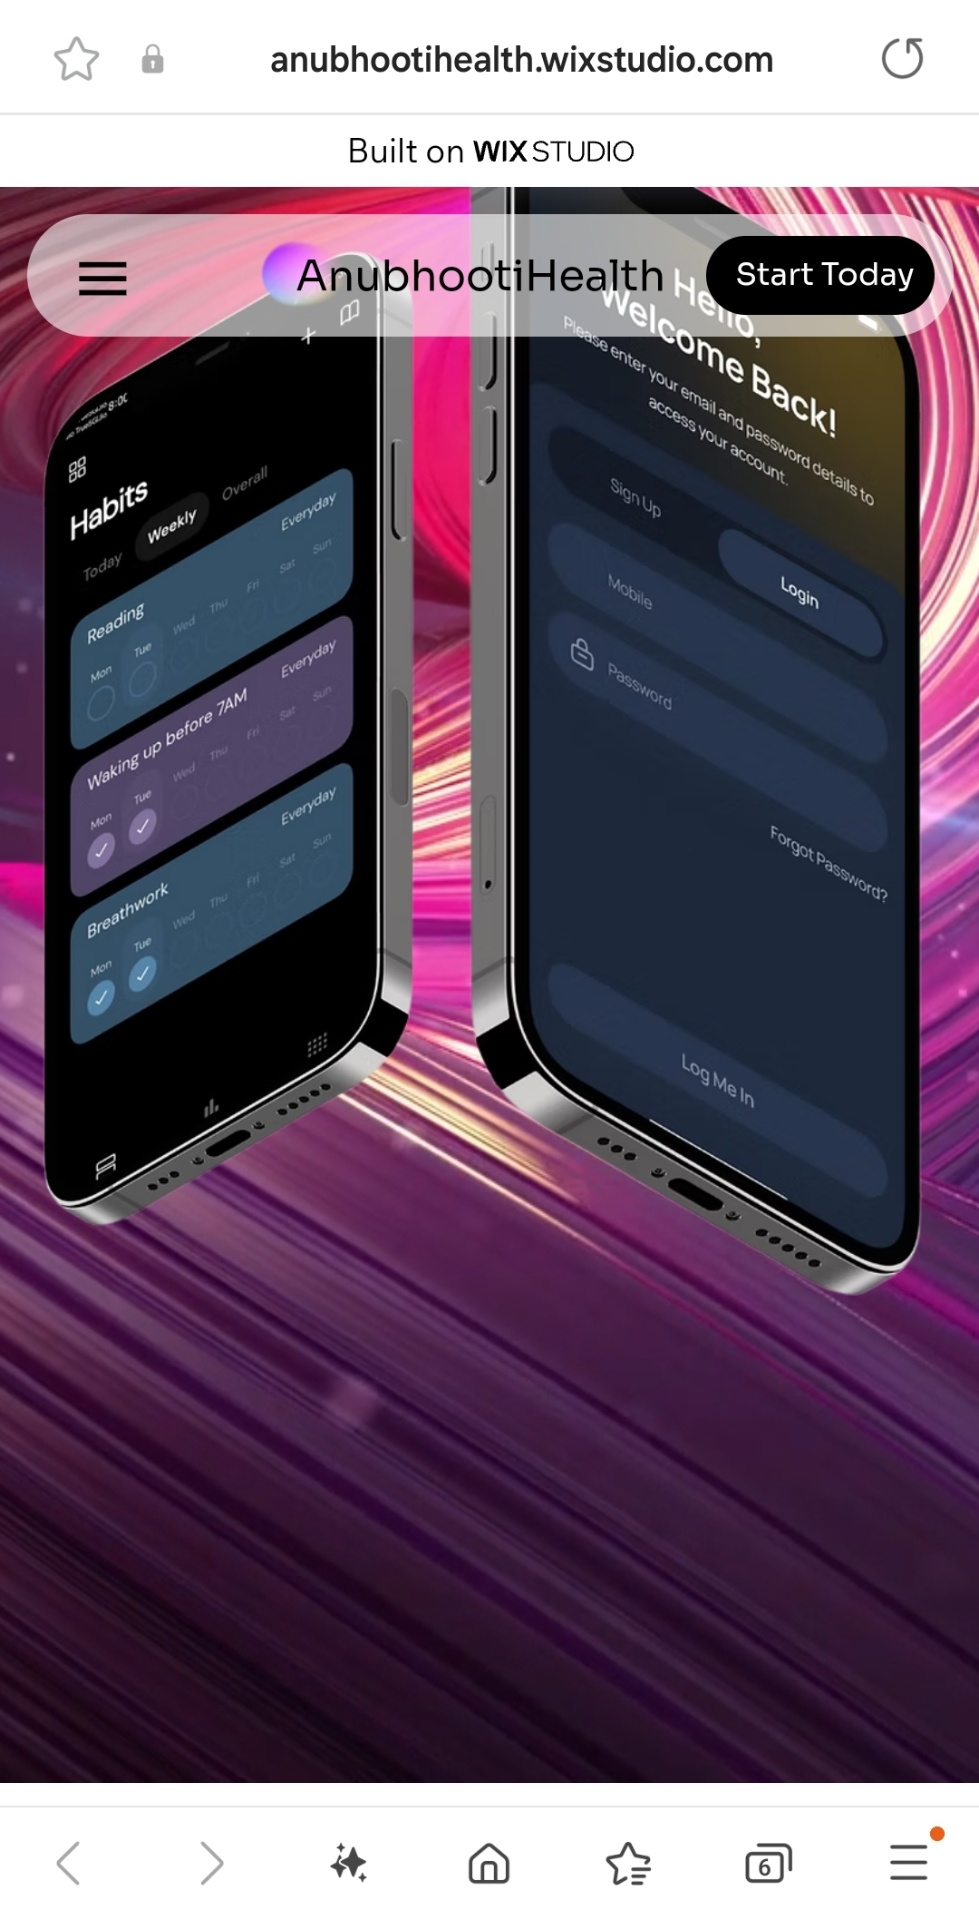 anubhootihealth.wixstudio.com
Built on WIX STUDIO
AnubhootiHealth
Start Today
8:00
Habits
Today Weekly Overall
Reading Everyday
Mon Tue Wed Thu Fri Sat Sun
Waking up before 7AM Everyday
Mon Tue Wed Thu Fri Sat Sun
Breathwork Everyday
Mon Tue Wed Thu Fri Sat Sun
Hello,
Welcome Back!
Please enter your email and password details to
access your account.
Sign Up Login
Mobile
Password
Forgot Password?
Log Me In
6